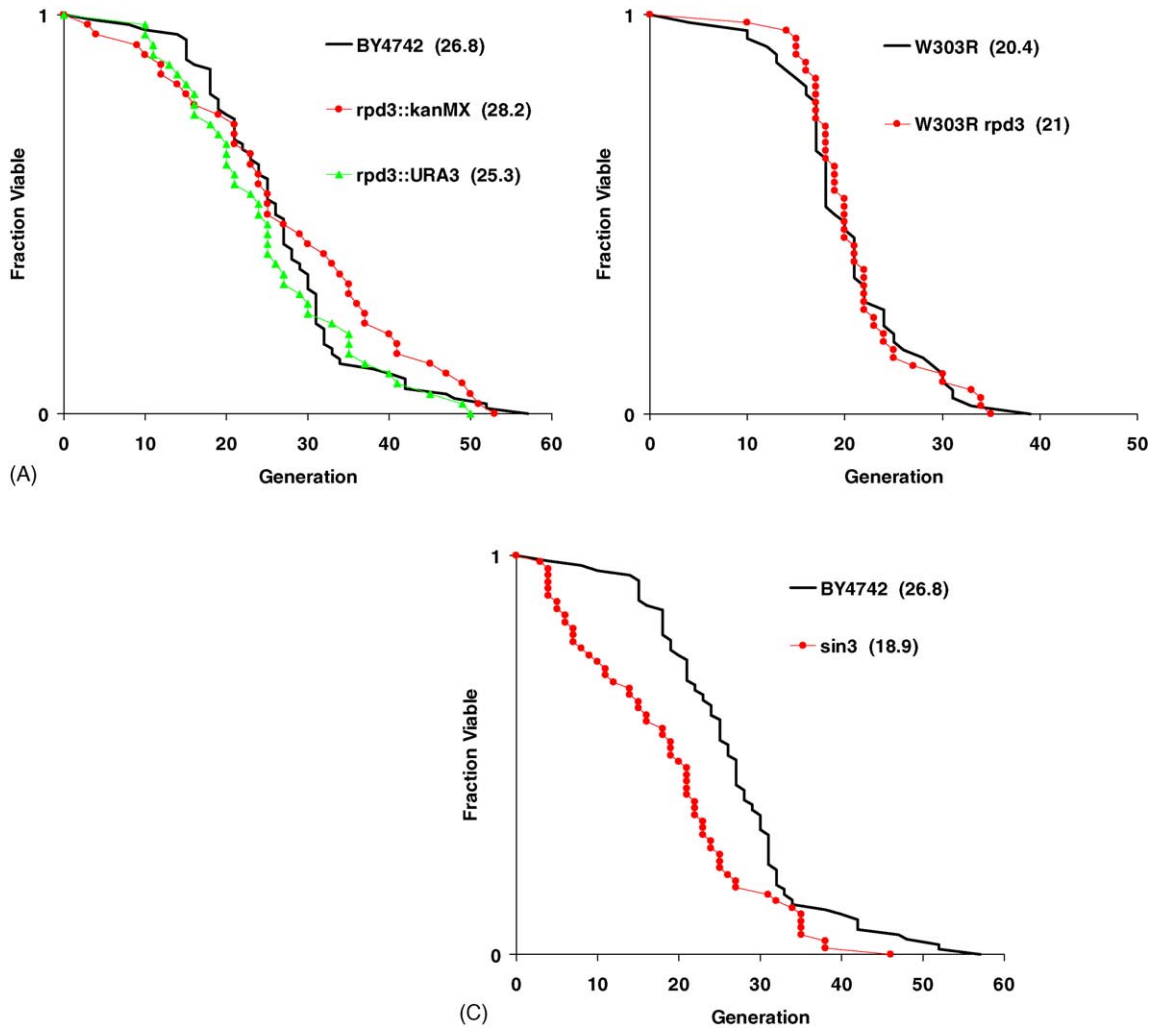 1
BY4742 (26.8)
rpd3::kanMX (28.2)
rpd3::URA3 (25.3)
Fraction Viable
0
0 10 20 30 40 50 60
Generation
(A)
1
W303R (20.4)
W303R rpd3 (21)
Fraction Viable
0
0 10 20 30 40 50
Generation
1
BY4742 (26.8)
sin3 (18.9)
Fraction Viable
0
0 10 20 30 40 50 60
Generation
(C)